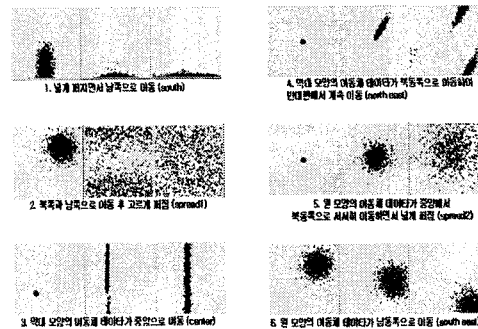 1. 넓게 퍼지면서 남쪽으로 이동 (south)
2. 북쪽과 남쪽으로 이동 후 고르게 퍼짐 (spread1)
3. 막대 모양의 이동체 데이타가 중앙으로 이동 (center)
4. 막대 모양의 이동체 데이타가 북동쪽으로 이동하여
반대편에서 계속 이동 (north east)
5. 원 모양의 이동체 데이타가 중앙에서
북동쪽으로 서서히 이동하면서 넓게 퍼짐 (spread2)
6. 원 모양의 이동체 데이타가 남동쪽으로 이동 (south east)